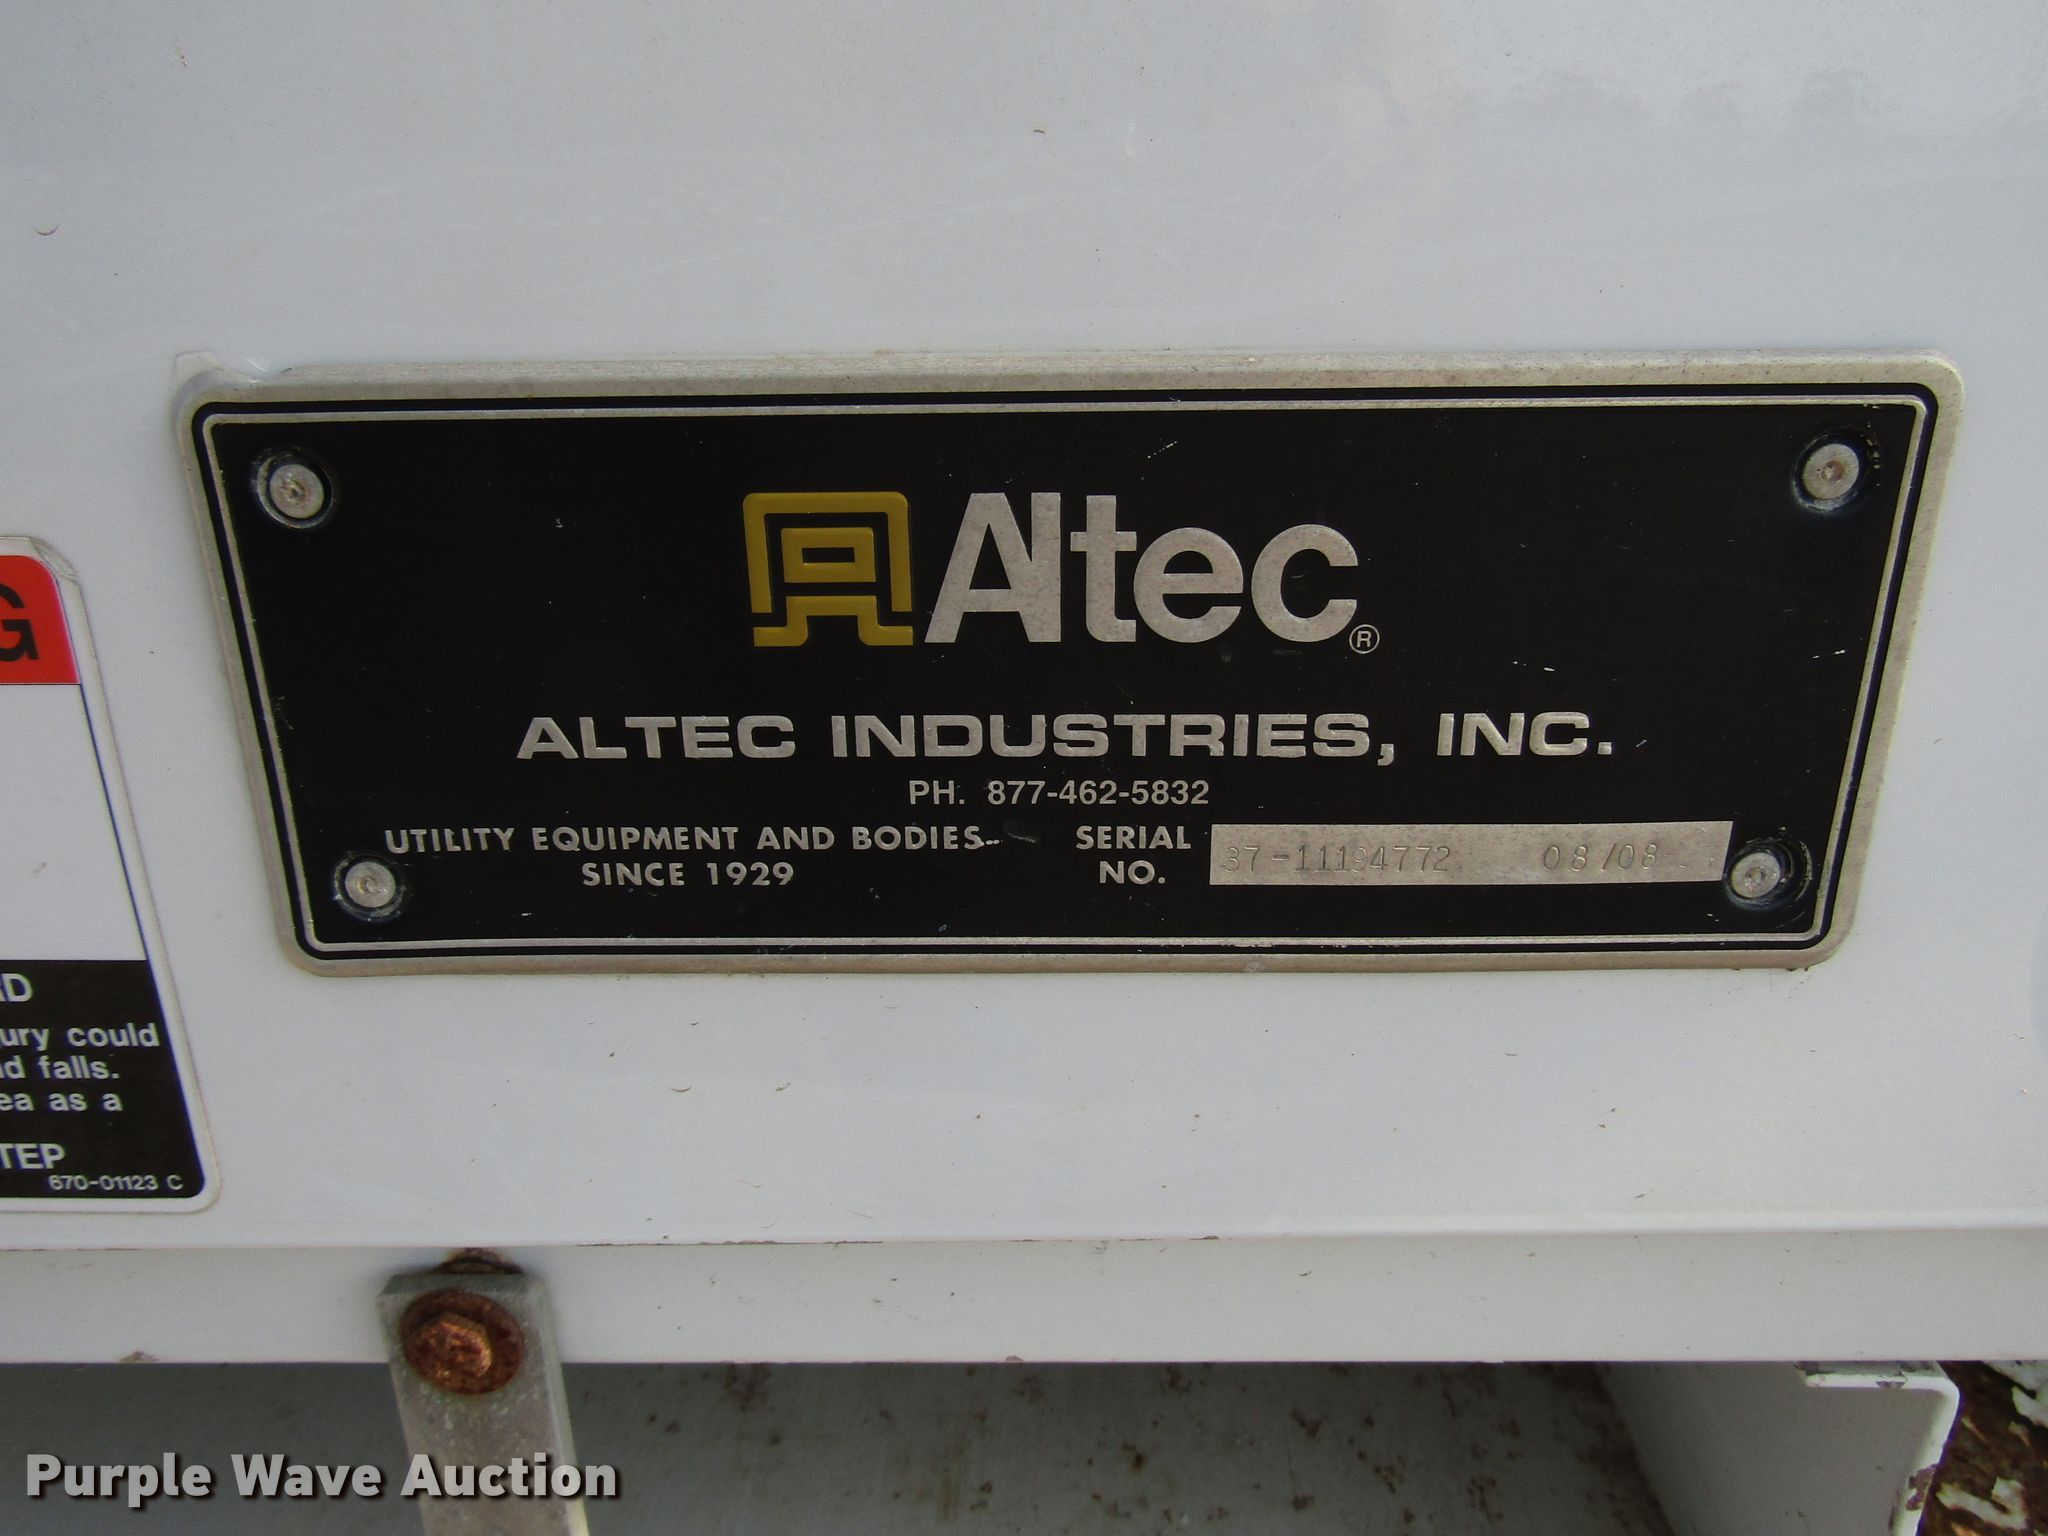 Altec®
ALTEC INDUSTRIES, INC.
PH. 877-462-5832
UTILITY EQUIPMENT AND BODIES
SINCE 1929
SERIAL
NO.
37-11194772 08/08
G
RD
ury could
d falls.
ea as a
TEP
670-01123 C
Purple Wave Auction